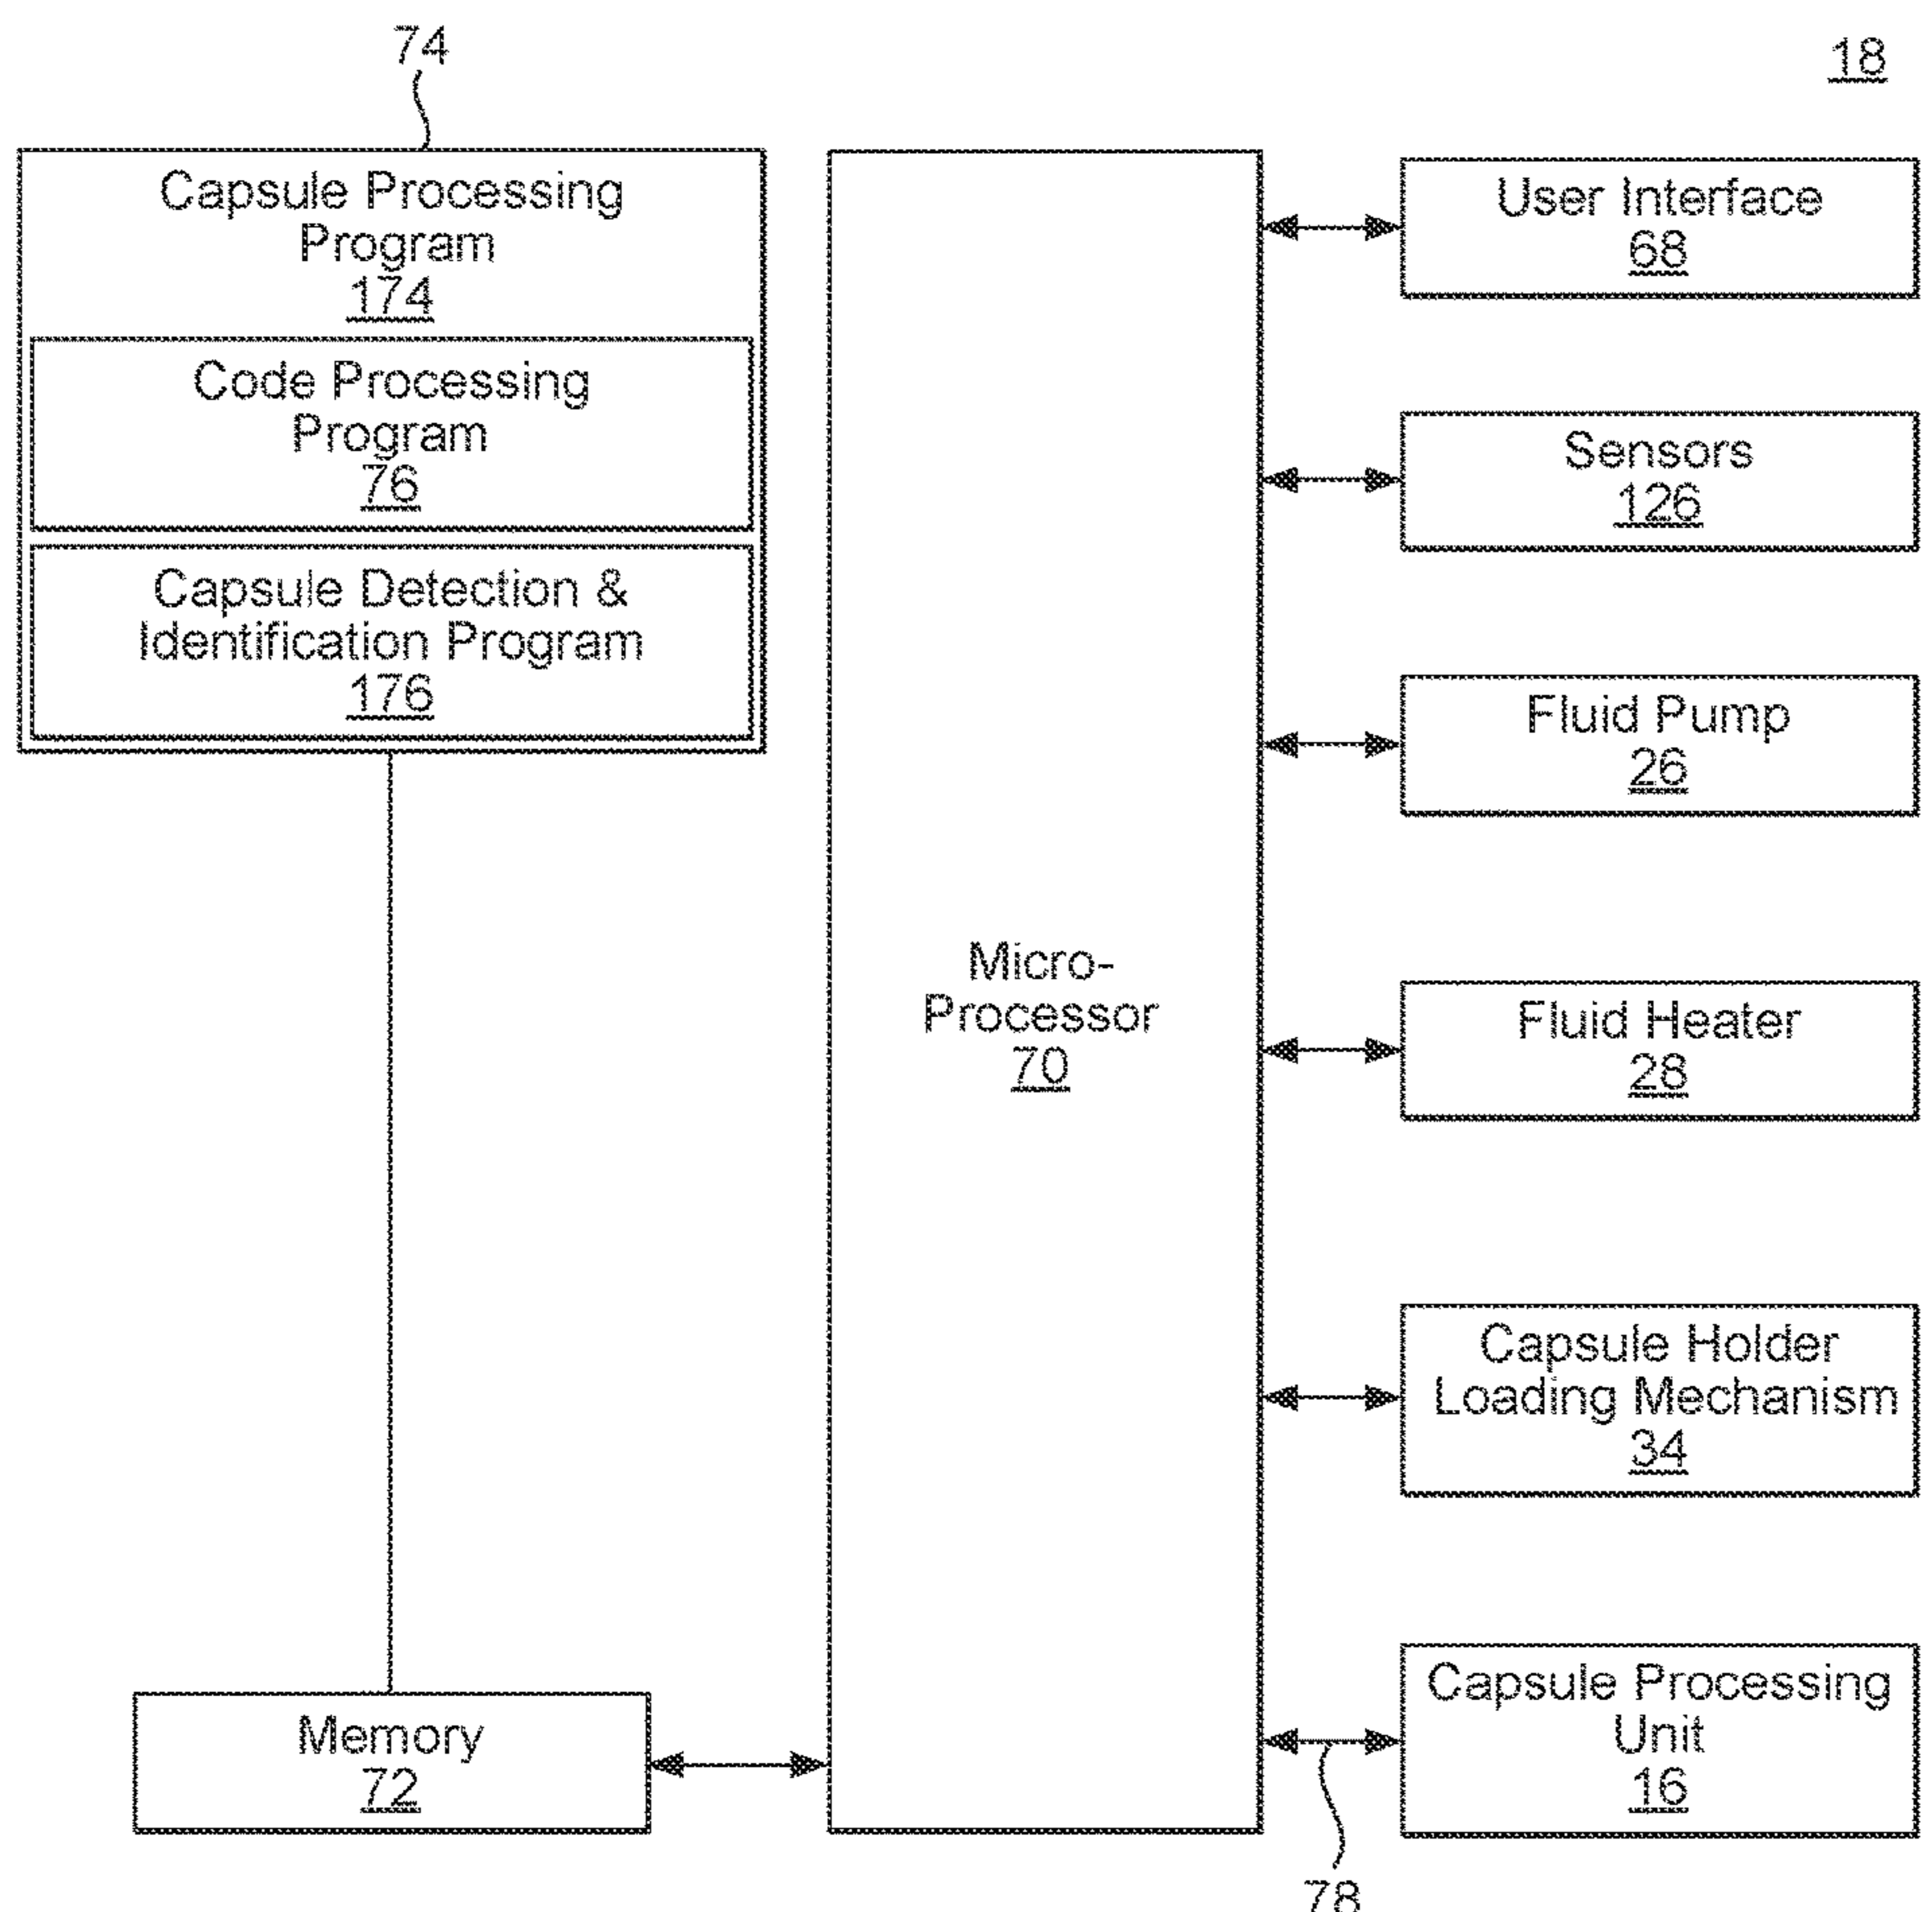 74
18
Capsule Processing
Program
174
Code Processing
Program
76
Capsule Detection &
Identification Program
176
Micro-
Processor
70
Memory
72
User Interface
68
Sensors
126
Fluid Pump
26
Fluid Heater
28
Capsule Holder
Loading Mechanism
34
Capsule Processing
Unit
16
78